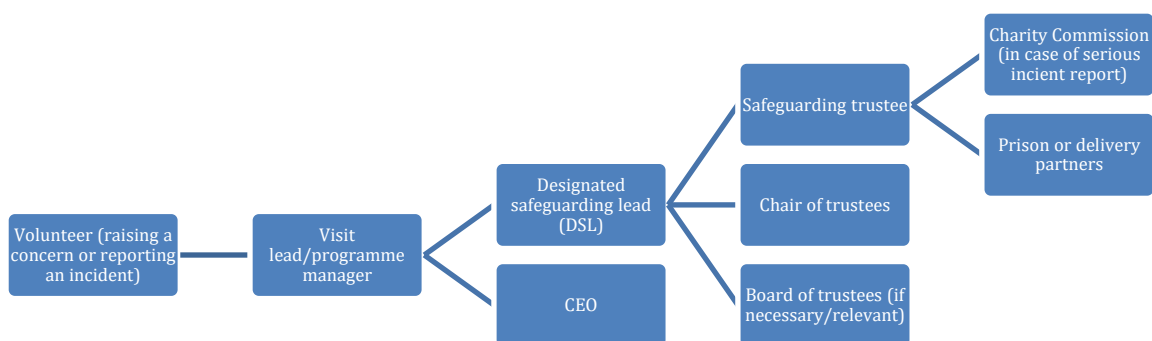 Volunteer (raising a
concern or reporting
an incident)
Visit
lead/programme
manager
Designated
safeguarding lead
(DSL)
CEO
Safeguarding trustee
Chair of trustees
Board of trustees (if
necessary/relevant)
Charity Commission
(in case of serious
incient report)
Prison or delivery
partners